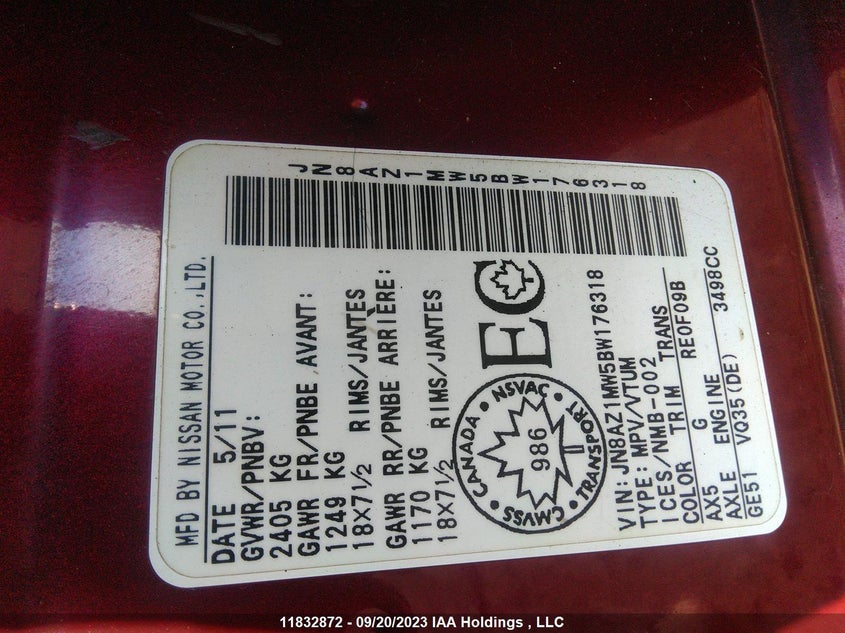 JN8AZ1MW5BW176318
MFD BY NISSAN MOTOR CO.,LTD.
DATE 5/11
GVWR/PNBV:
2405 KG
GAWR FR/PNBE AVANT:
1249 KG RIMS/JANTES
18X7½
GAWR RR/PNBE ARRIÈRE:
1170 KG RIMS/JANTES
18X7½
CANADA • NSVAC • TRANSPORT • CMVSS •
986
EC
VIN:JN8AZ1MW5BW176318
TYPE:MPV/VTUM
ICES/NMB-002
COLOR TRIM TRANS
AX5 G RE0F09B
AXLE ENGINE
GE51 VQ35(DE) 3498CC
11832872 - 09/20/2023 IAA Holdings , LLC